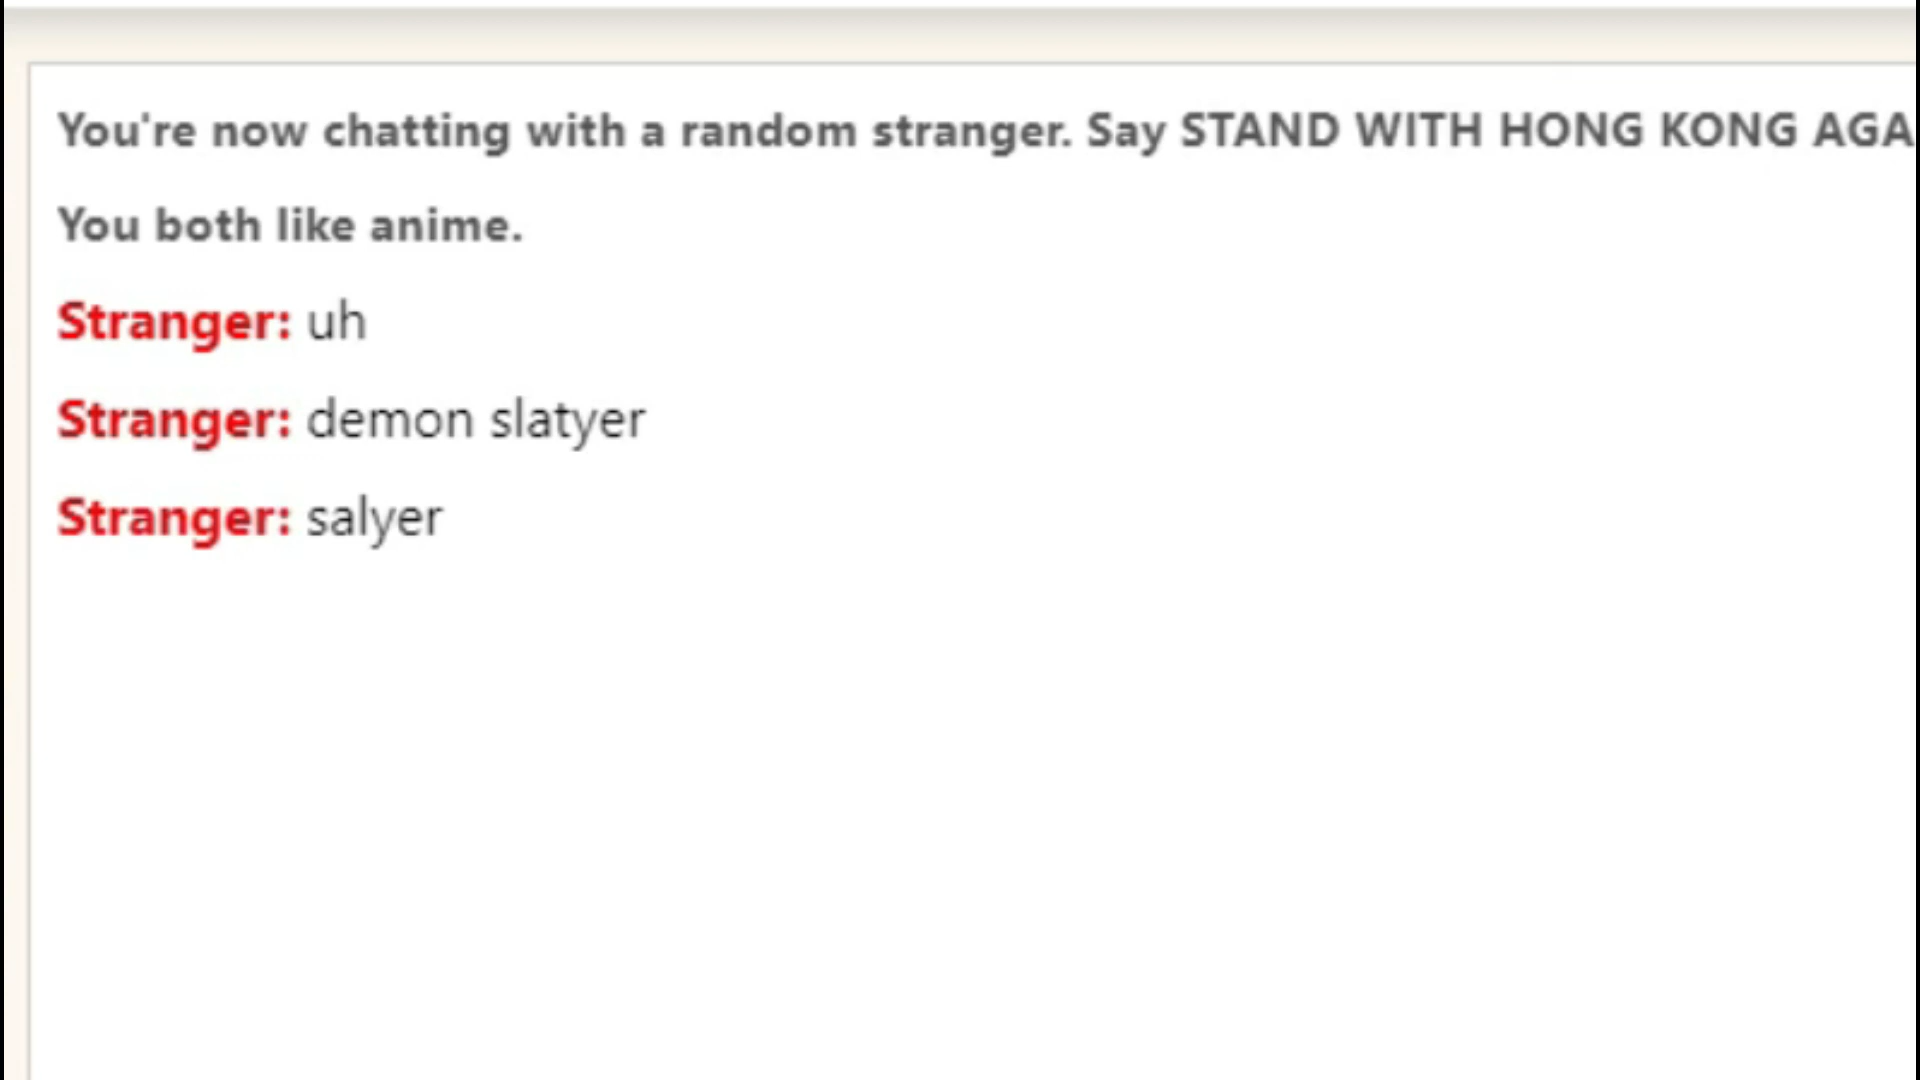 You're now chatting with a random stranger. Say STAND WITH HONG KONG AGA
You both like anime.
Stranger: uh
Stranger: demon slatyer
Stranger: salyer